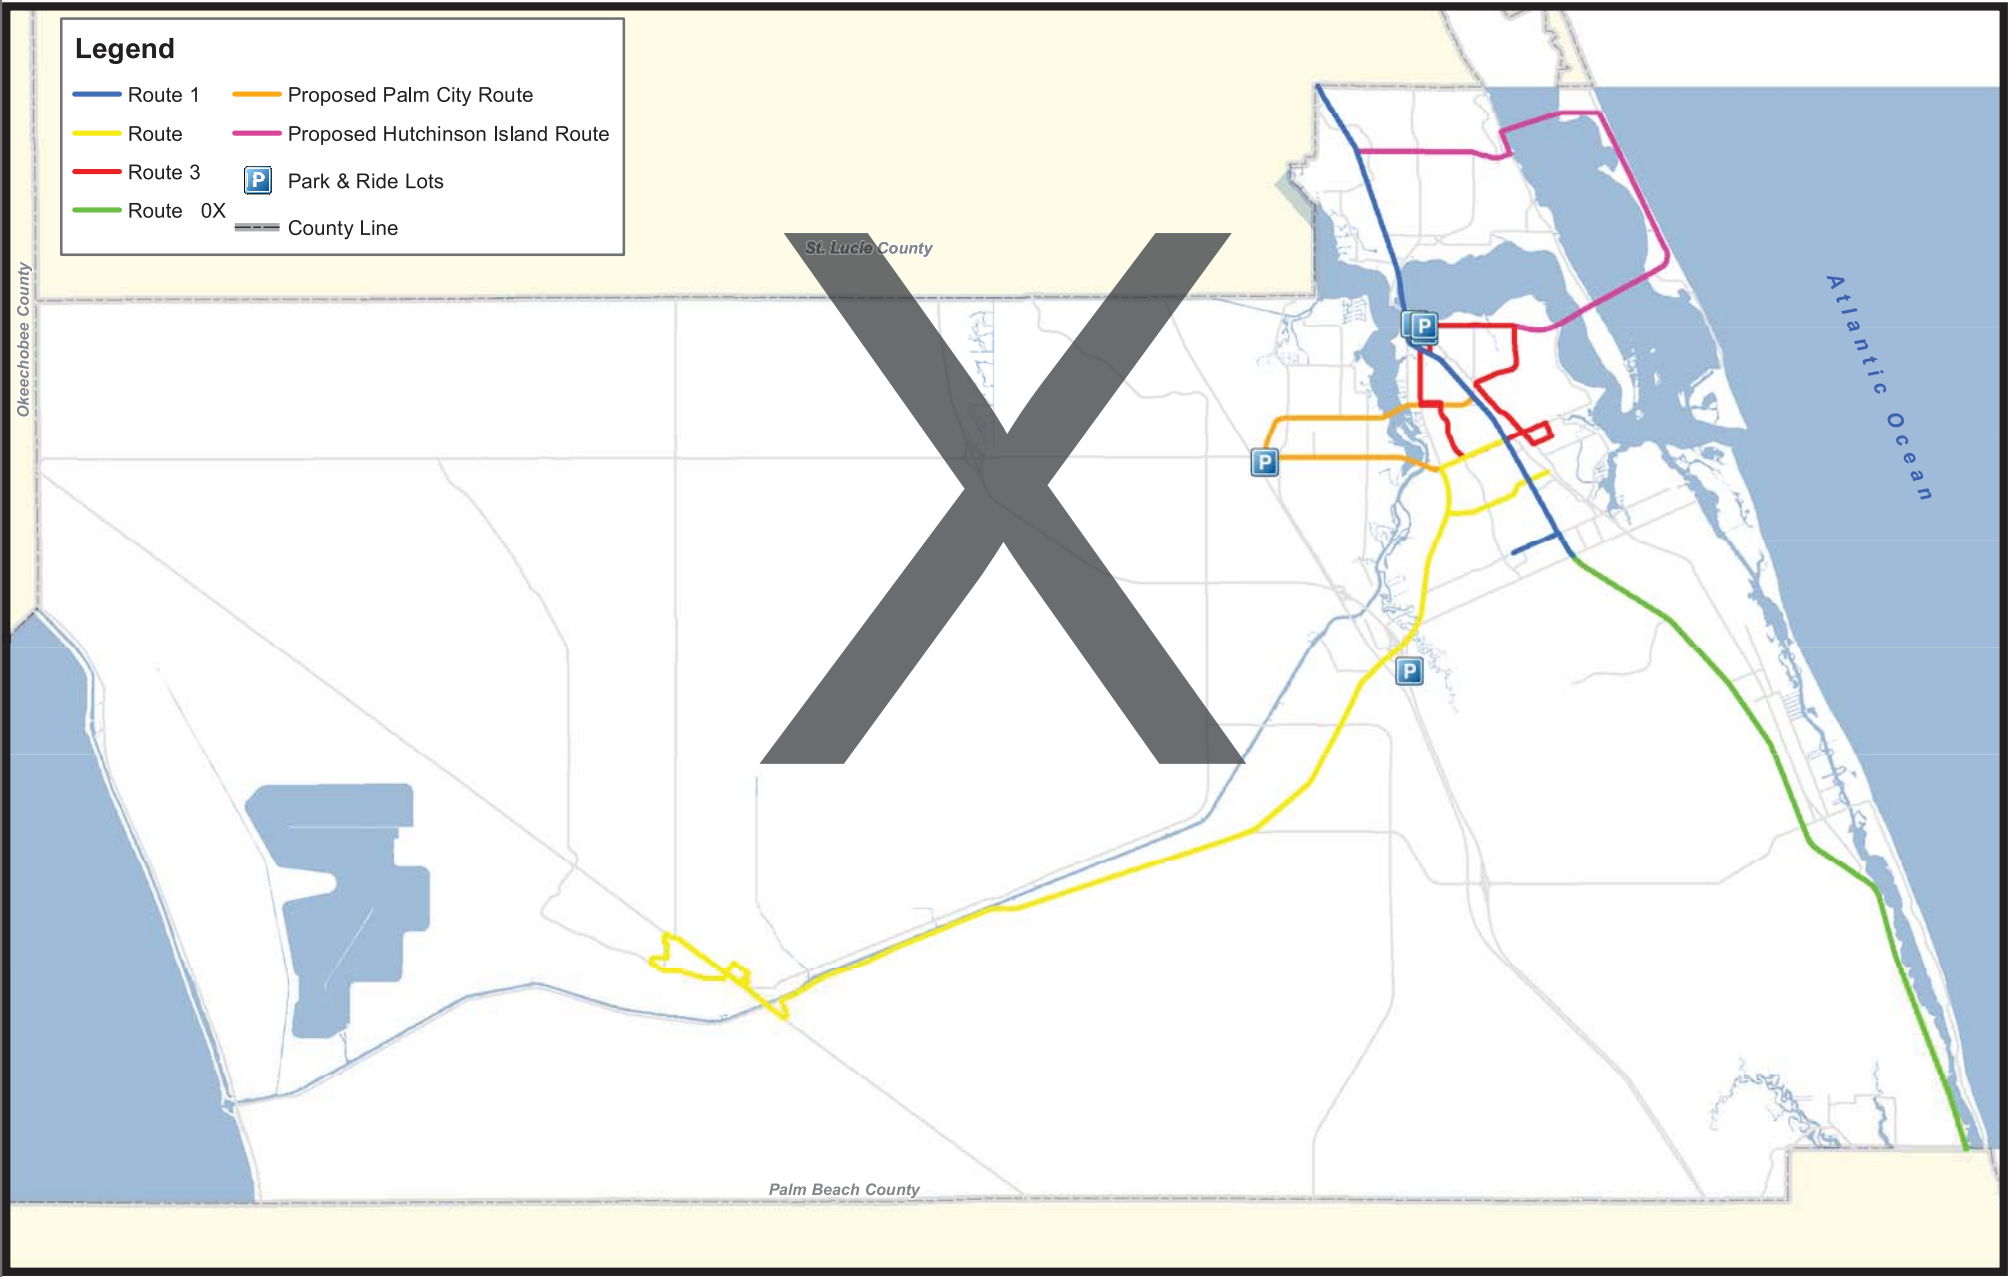 Legend
Route 1
Route
Route 3
Route 0X
Proposed Palm City Route
Proposed Hutchinson Island Route
P Park & Ride Lots
County Line
St. Lucie County
Okeechobee County
X
P
P
P
Atlantic Ocean
Palm Beach County